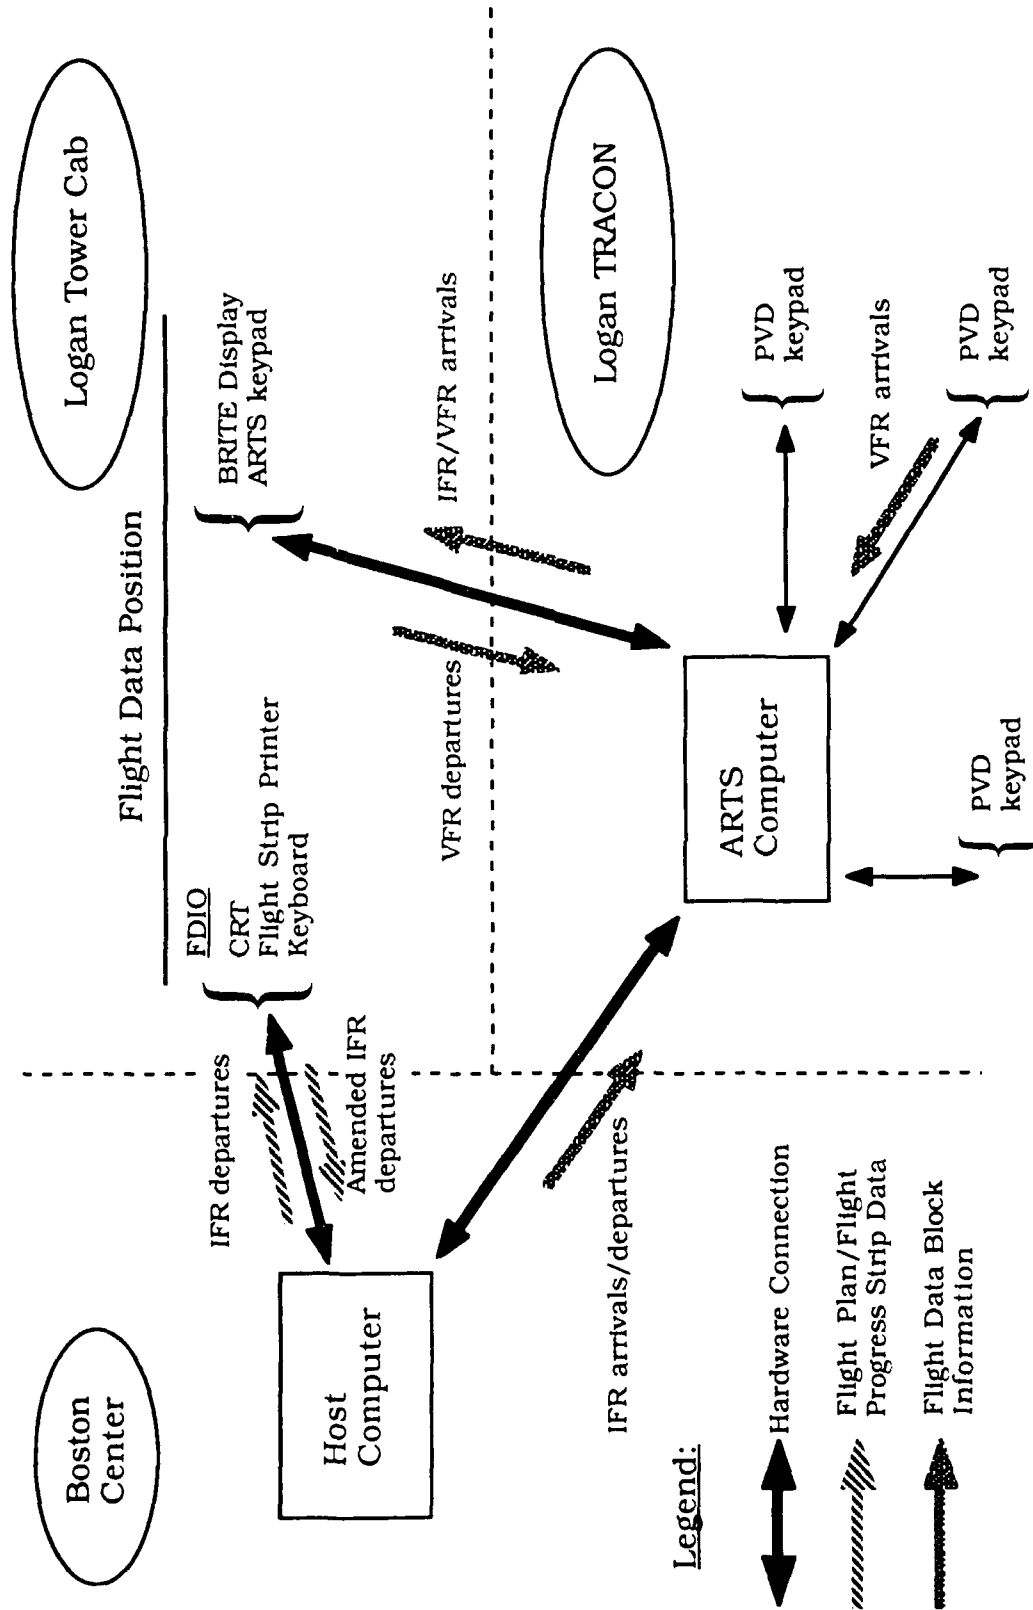 Boston
Center
Logan Tower Cab
Flight Data Position
IFR departures
FDIO
CRT
Flight Strip Printer
Keyboard
BRITE Display
ARTS keypad
Host
Computer
Amended IFR
departures
VFR departures
IFR/VFR arrivals
Logan TRACON
IFR arrivals/departures
ARTS
Computer
PVD
keypad
VFR arrivals
PVD
keypad
PVD
keypad
Legend:
Hardware Connection
Flight Plan/Flight
Progress Strip Data
Flight Data Block
Information